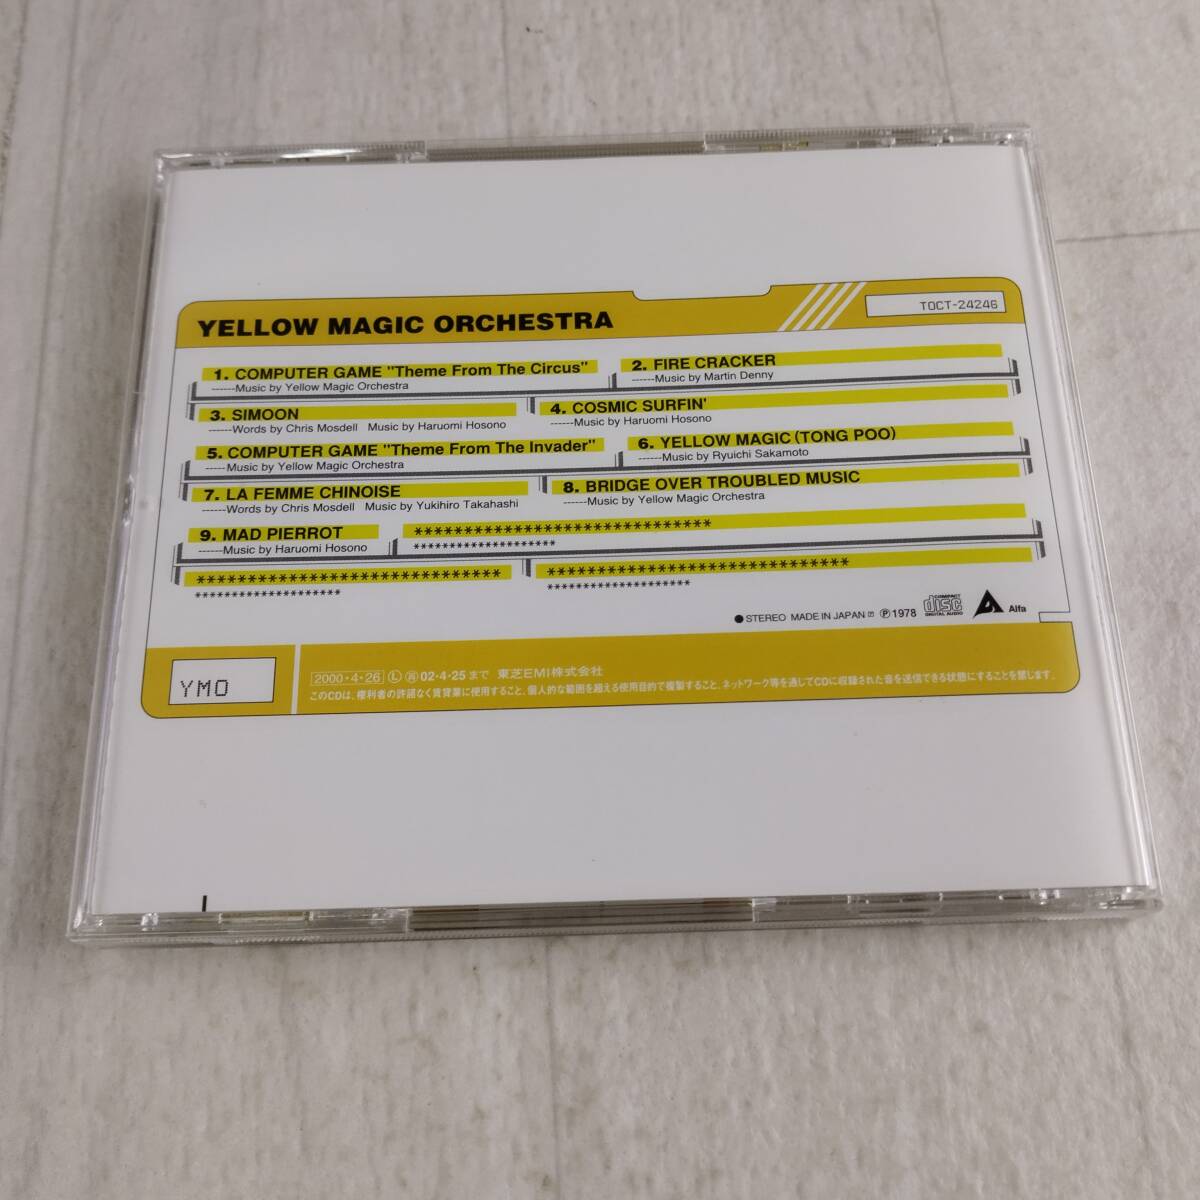 YELLOW MAGIC ORCHESTRA
TOCT-24246
1. COMPUTER GAME "Theme From The Circus"
------Music by Yellow Magic Orchestra
2. FIRE CRACKER
------Music by Martin Denny
3. SIMOON
------Words by Chris Mosdell Music by Haruomi Hosono
4. COSMIC SURFIN'
------Music by Haruomi Hosono
5. COMPUTER GAME "Theme From The Invader"
-----Music by Yellow Magic Orchestra
6. YELLOW MAGIC (TONG POO)
------Music by Ryuichi Sakamoto
7. LA FEMME CHINOISE
------Words by Chris Mosdell Music by Yukihiro Takahashi
8. BRIDGE OVER TROUBLED MUSIC
------Music by Yellow Magic Orchestra
9. MAD PIERROT
------Music by Haruomi Hosono
*****************************
********************
******************************
*********************
*****************************
********************
●STEREO MADE IN JAPAN ℗1978
COMPACT disc DIGITAL AUDIO
Alfa
YMO
2000・4・26 Ⓛ 02・4・25まで 東芝EMI株式会社
このCDは、権利者の許諾なく賃貸業に使用すること、個人的な範囲を超える使用目的で複製すること、ネットワーク等を通じてCDに収録された音を送信できる状態にすることを禁じます。